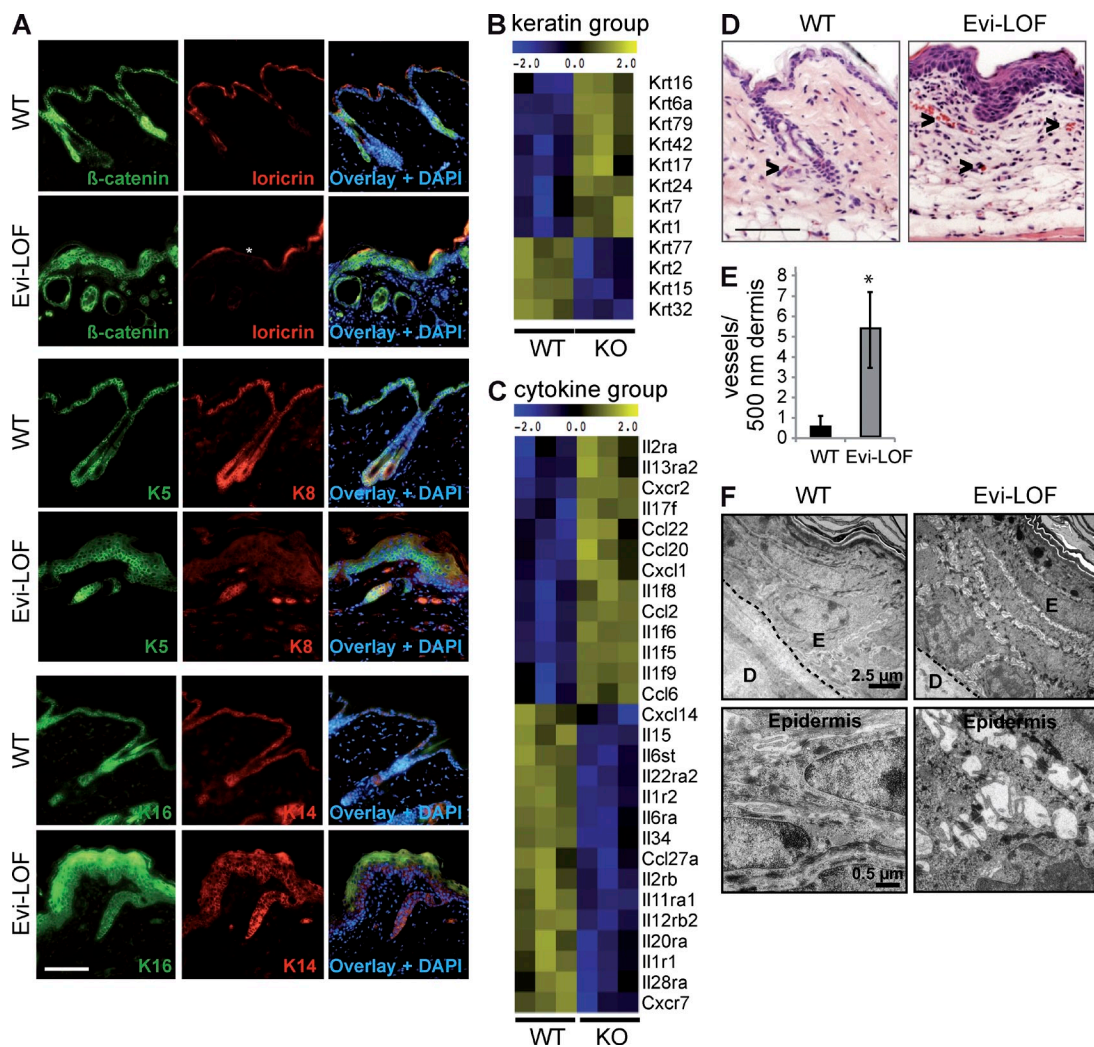 A
WT
ß-catenin
loricrin
Overlay + DAPI
Evi-LOF
*
ß-catenin
loricrin
Overlay + DAPI
WT
K5
K8
Overlay + DAPI
Evi-LOF
K5
K8
Overlay + DAPI
WT
K16
K14
Overlay + DAPI
Evi-LOF
K16
K14
Overlay + DAPI
B keratin group
-2.0 0.0 2.0
Krt16
Krt6a
Krt79
Krt42
Krt17
Krt24
Krt7
Krt1
Krt77
Krt2
Krt15
Krt32
WT KO
C cytokine group
-2.0 0.0 2.0
Il2ra
Il13ra2
Cxcr2
Il17f
Ccl22
Ccl20
Cxcl1
Il1f8
Ccl2
Il1f6
Il1f5
Il1f9
Ccl6
Cxcl14
Il15
Il6st
Il22ra2
Il1r2
Il6ra
Il34
Ccl27a
Il2rb
Il11ra1
Il12rb2
Il20ra
Il1r1
Il28ra
Cxcr7
WT KO
D WT Evi-LOF
> > > >
E
vessels/
500 nm dermis
8
7
6
5
4
3
2
1
0
*
WT Evi-LOF
F WT Evi-LOF
E
D
2.5 µm
E
D
Epidermis
0.5 µm
Epidermis